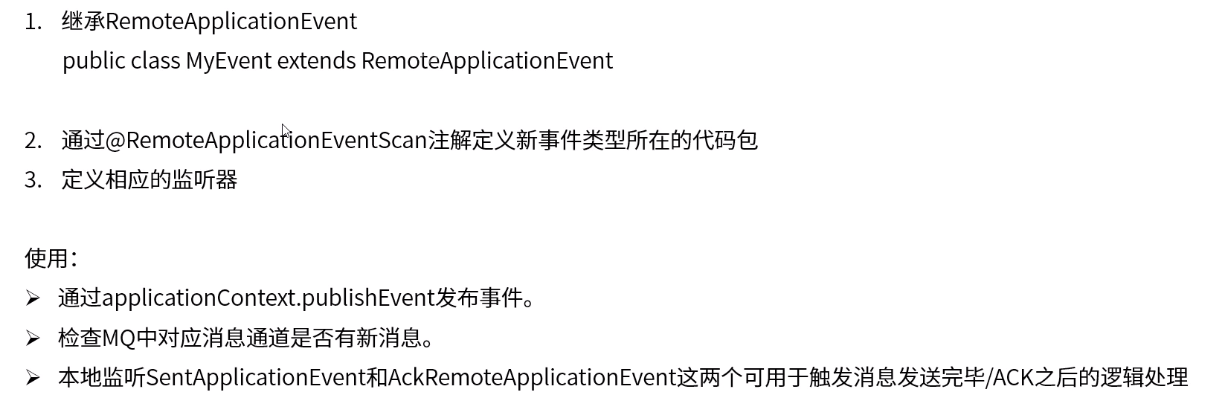 1. 继承RemoteApplicationEvent
public class MyEvent extends RemoteApplicationEvent
2. 通过@RemoteApplicationEventScan注解定义新事件类型所在的代码包
3. 定义相应的监听器
使用：
➢ 通过applicationContext.publishEvent发布事件。
➢ 检查MQ中对应消息通道是否有新消息。
➢ 本地监听SentApplicationEvent和AckRemoteApplicationEvent这两个可用于触发消息发送完毕/ACK之后的逻辑处理